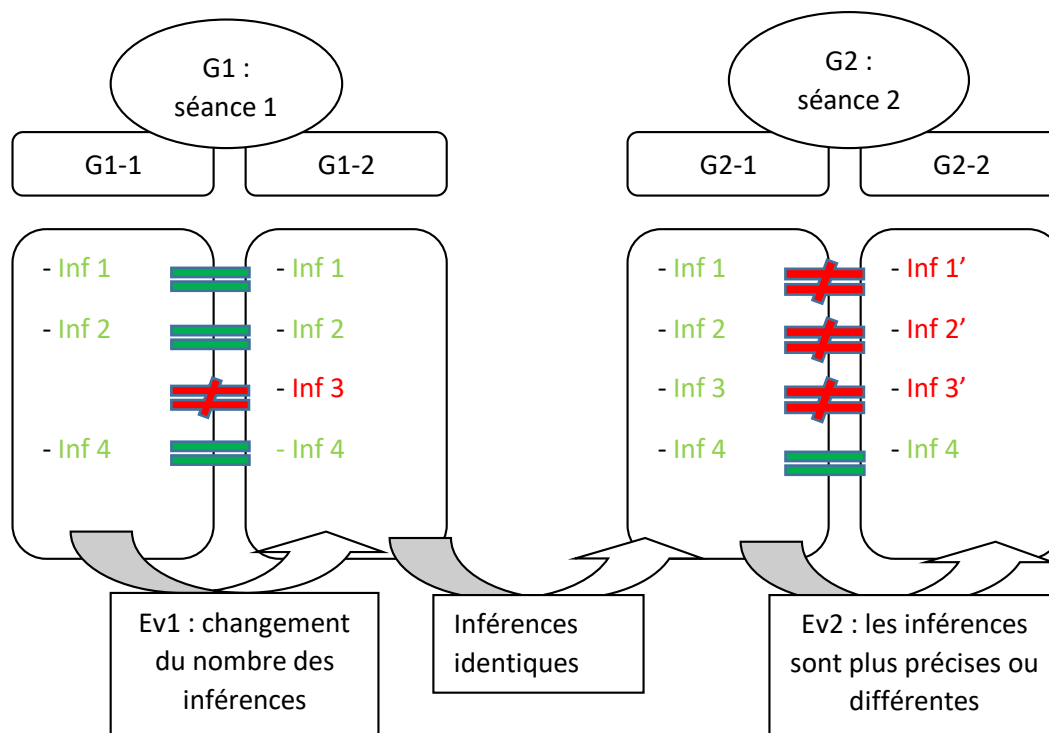 G1 :
séance 1
G1-1
G1-2
- Inf 1
- Inf 2
- Inf 4
- Inf 1
- Inf 2
- Inf 3
- Inf 4
G2 :
séance 2
G2-1
G2-2
- Inf 1
- Inf 2
- Inf 3
- Inf 4
- Inf 1’
- Inf 2’
- Inf 3’
- Inf 4
Ev1 : changement
du nombre des
inférences
Inférences
identiques
Ev2 : les inférences
sont plus précises ou
différentes